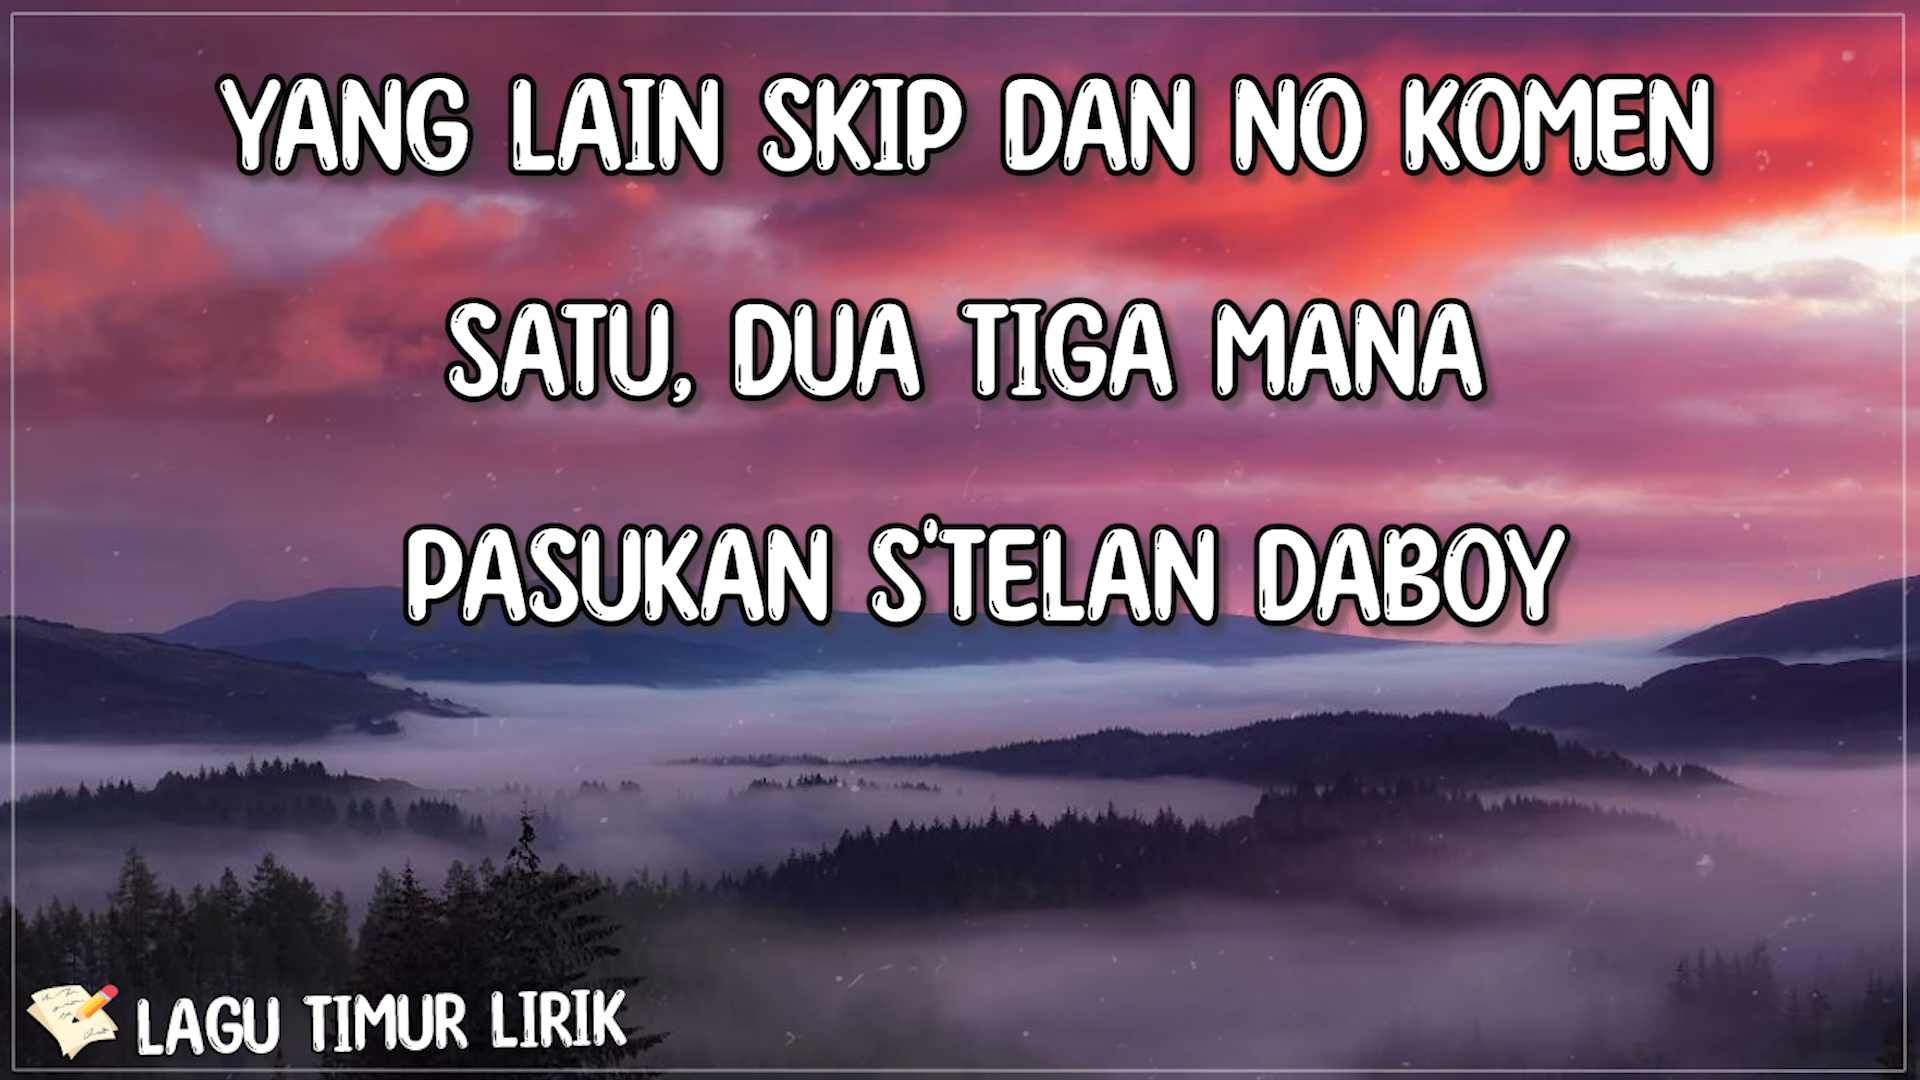 YANG LAIN SKIP DAN NO KOMEN
SATU, DUA TIGA MANA
PASUKAN S'TELAN DABOY
LAGU TIMUR LIRIK